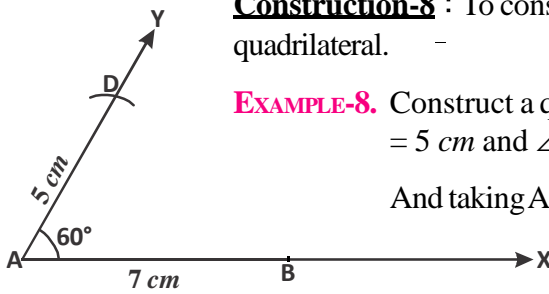 Construction-8 : To cons
quadrilateral.
EXAMPLE-8. Construct a q
= 5 cm and ∠
And taking A
Y
D
5 cm
60°
A
B
X
7 cm